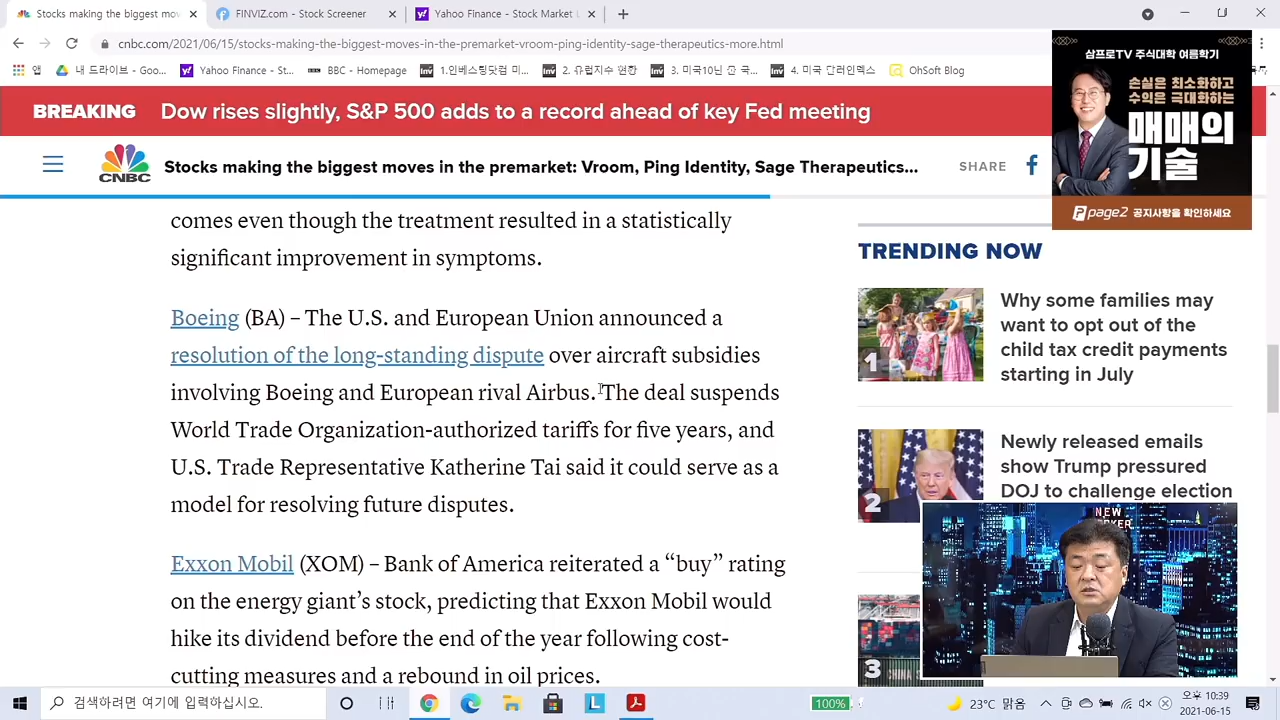 Stocks making the biggest mov
FINVIZ.com - Stock Screener
Yahoo Finance - Stock Market L
cnbc.com/2021/06/15/stocks-making-the-biggest-moves-in-the-premarket-vroom-ping-identity-sage-therapeutics-more.html
앱
내 드라이브 - Goo...
Yahoo Finance - St...
BBC - Homepage
1.인베스팅닷컴 미...
2. 유럽지수 현황
3. 미국10년 준 국...
4. 미국 달러인덱스
OhSoft Blog
삼프로TV 주식대학 여름학기
손실은 최소화하고
수익은 극대화하는
매매의
기술
page2 공지사항을 확인하세요
BREAKING Dow rises slightly, S&P 500 adds to a record ahead of key Fed meeting
CNBC
Stocks making the biggest moves in the premarket: Vroom, Ping Identity, Sage Therapeutics...
SHARE
comes even though the treatment resulted in a statistically
significant improvement in symptoms.
Boeing (BA) – The U.S. and European Union announced a
resolution of the long-standing dispute over aircraft subsidies
involving Boeing and European rival Airbus. The deal suspends
World Trade Organization-authorized tariffs for five years, and
U.S. Trade Representative Katherine Tai said it could serve as a
model for resolving future disputes.
Exxon Mobil (XOM) – Bank of America reiterated a “buy” rating
on the energy giant’s stock, predicting that Exxon Mobil would
hike its dividend before the end of the year following cost-
cutting measures and a rebound in oil prices.
TRENDING NOW
1
Why some families may
want to opt out of the
child tax credit payments
starting in July
2
Newly released emails
show Trump pressured
DOJ to challenge election
3
검색하려면 여기에 입력하십시오.
100%
23℃ 맑음
오후 10:39
2021-06-15